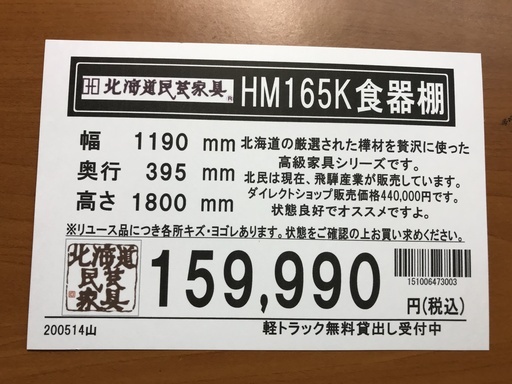 北海道民芸家具 HM165K食器棚
幅 1190 mm
奥行 395 mm
高さ 1800 mm
北海道の厳選された樺材を贅沢に使った
高級家具シリーズです。
北民は現在、飛騨産業が販売しています。
ダイレクトショップ販売価格440,000円です。
状態良好でオススメですよ。
※リユース品につき各所キズ・ヨゴレあります。状態をご確認の上お買い求めください。
北海道
民芸
家具
159,990
円(税込)
151006473003
200514山
軽トラック無料貸出し受付中